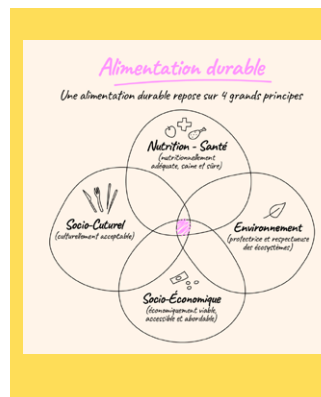 Alimentation durable
Une alimentation durable repose sur 4 grands principes
Nutrition - Santé
(nutritionnellement
adéquate, saine et sûre)
Socio-Cuturel
(culturellement acceptable)
Environnement
(protectrice et respectueuse
des écosystèmes)
Socio-Économique
(économiquement viable,
accessible et abordable)